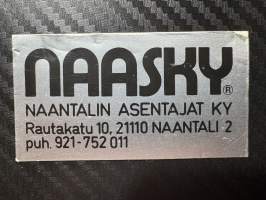 NAASKY®
NAANTALIN ASENTAJAT KY
Rautakatu 10, 21110 NAANTALI 2
puh. 921-752 011